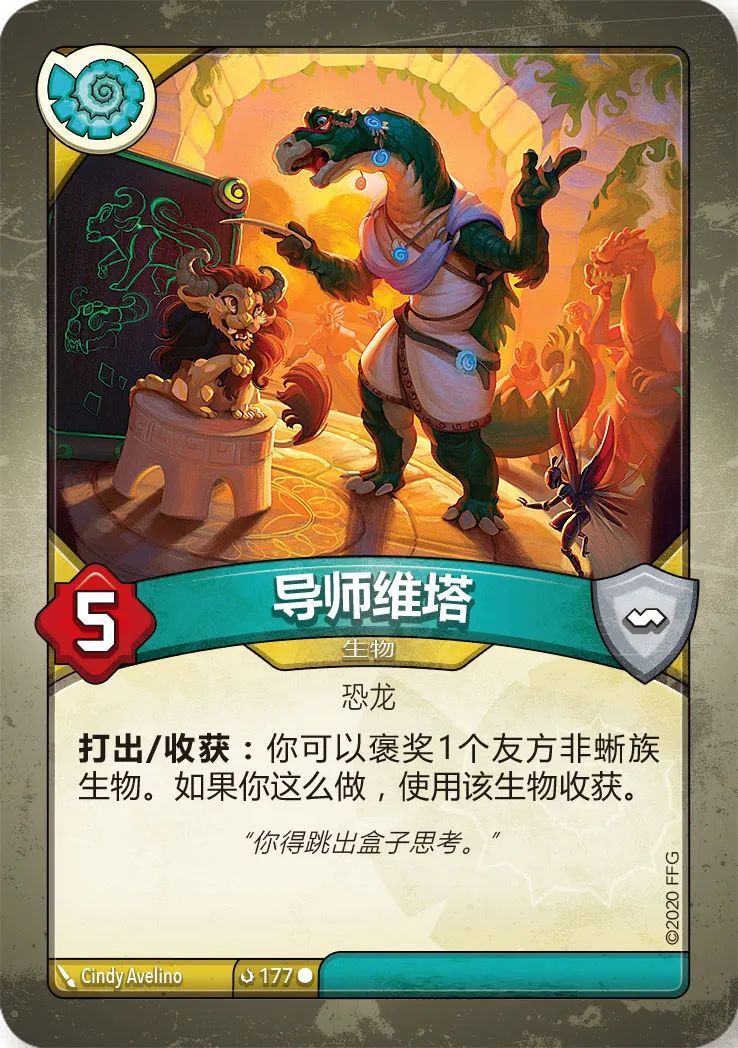 5
导师维塔
生物
恐龙
打出/收获：你可以褒奖1个友方非蜥族
生物。如果你这么做，使用该生物收获。
“你得跳出盒子思考。”
©2020 FFG
Cindy Avelino
177